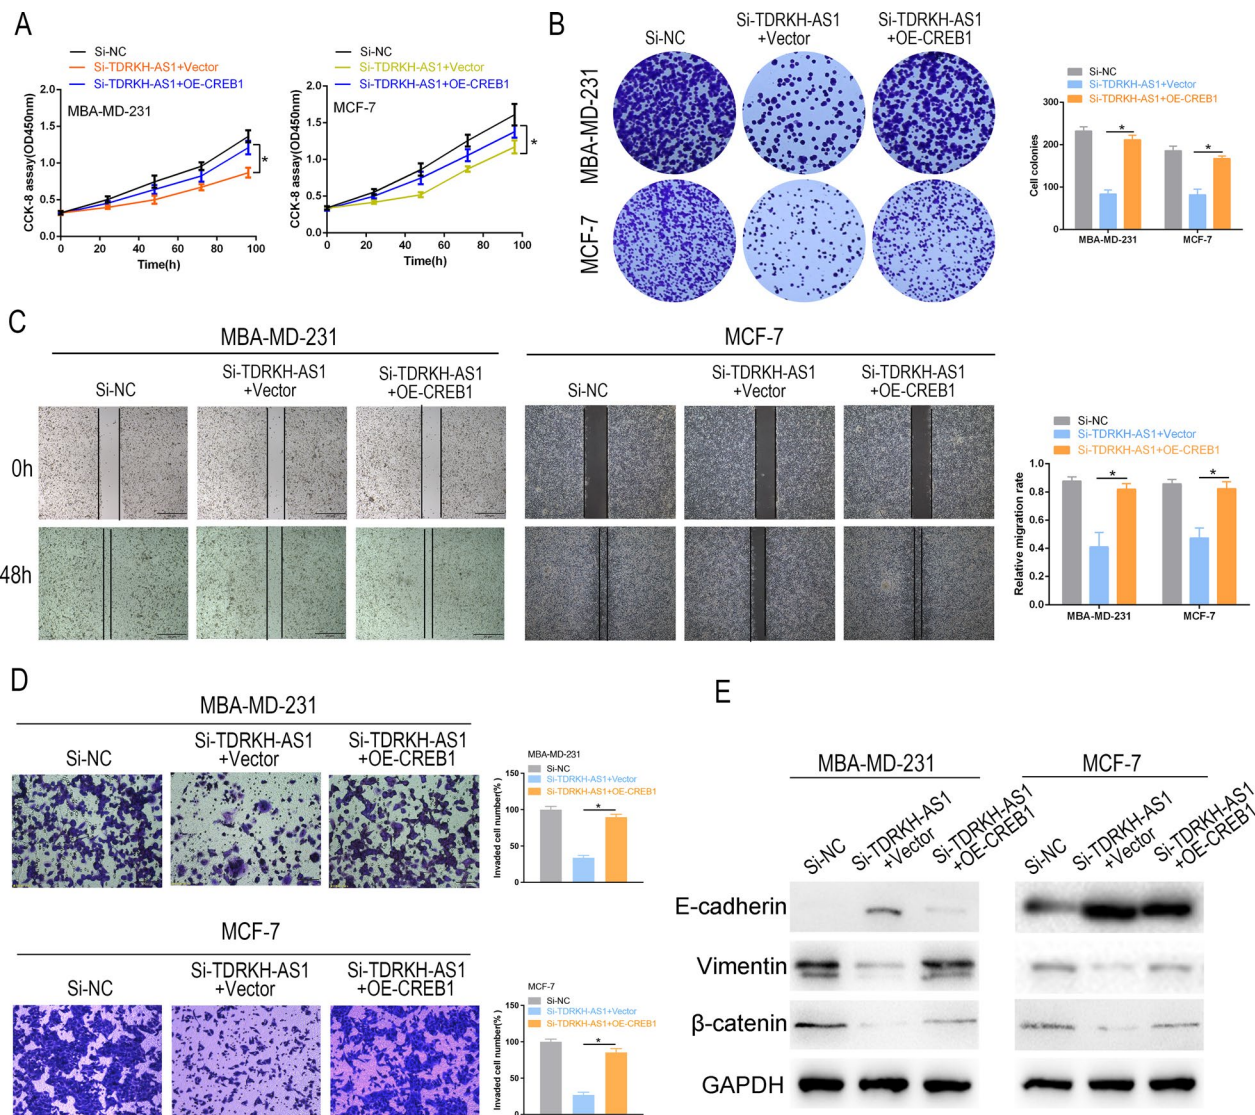 A
Si-NC
Si-TDRKH-AS1+Vector
Si-TDRKH-AS1+OE-CREB1
2.0
MBA-MD-231
1.5
1.0
0.5
0.0
CCK-8 assay(OD450nm)
*
0 20 40 60 80 100
Time(h)
Si-NC
Si-TDRKH-AS1+Vector
Si-TDRKH-AS1+OE-CREB1
2.0
MCF-7
1.5
1.0
0.5
0.0
CCK-8 assay(OD450nm)
*
0 20 40 60 80 100
Time(h)
B
Si-NC
Si-TDRKH-AS1
+Vector
Si-TDRKH-AS1
+OE-CREB1
MBA-MD-231
MCF-7
Si-NC
Si-TDRKH-AS1+Vector
Si-TDRKH-AS1+OE-CREB1
300
200
100
0
Cell colonies
*
*
MBA-MD-231
MCF-7
C
MBA-MD-231
Si-NC
Si-TDRKH-AS1
+Vector
Si-TDRKH-AS1
+OE-CREB1
MCF-7
Si-NC
Si-TDRKH-AS1
+Vector
Si-TDRKH-AS1
+OE-CREB1
0h
48h
Si-NC
Si-TDRKH-AS1+Vector
Si-TDRKH-AS1+OE-CREB1
1.0
0.8
0.6
0.4
0.2
0.0
Relative migration rate
*
*
MBA-MD-231
MCF-7
D
MBA-MD-231
Si-NC
Si-TDRKH-AS1
+Vector
Si-TDRKH-AS1
+OE-CREB1
MBA-MD-231
Si-NC
Si-TDRKH-AS1+Vector
Si-TDRKH-AS1+OE-CREB1
150
100
50
0
Invaded cell number(% )
*
MCF-7
Si-NC
Si-TDRKH-AS1
+Vector
Si-TDRKH-AS1
+OE-CREB1
MCF-7
Si-NC
Si-TDRKH-AS1+Vector
Si-TDRKH-AS1+OE-CREB1
150
100
50
0
Invaded cell number(% )
*
E
MBA-MD-231
Si-NC
Si-TDRKH-AS1
+Vector
Si-TDRKH-AS1
+OE-CREB1
MCF-7
Si-NC
Si-TDRKH-AS1
+Vector
Si-TDRKH-AS1
+OE-CREB1
E-cadherin
Vimentin
β-catenin
GAPDH